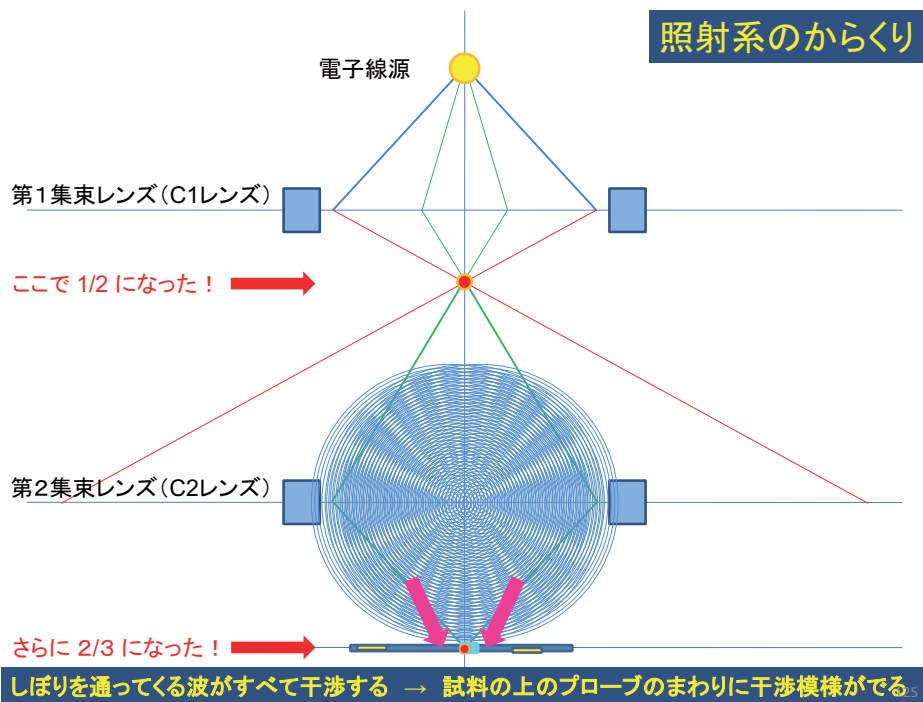 照射系のからくり
電子線源
第1集束レンズ（C1レンズ）
ここで 1/2 になった！
第2集束レンズ（C2レンズ）
さらに 2/3 になった！
しぼりを通ってくる波がすべて干渉する → 試料の上のプローブのまわりに干渉模様がでる